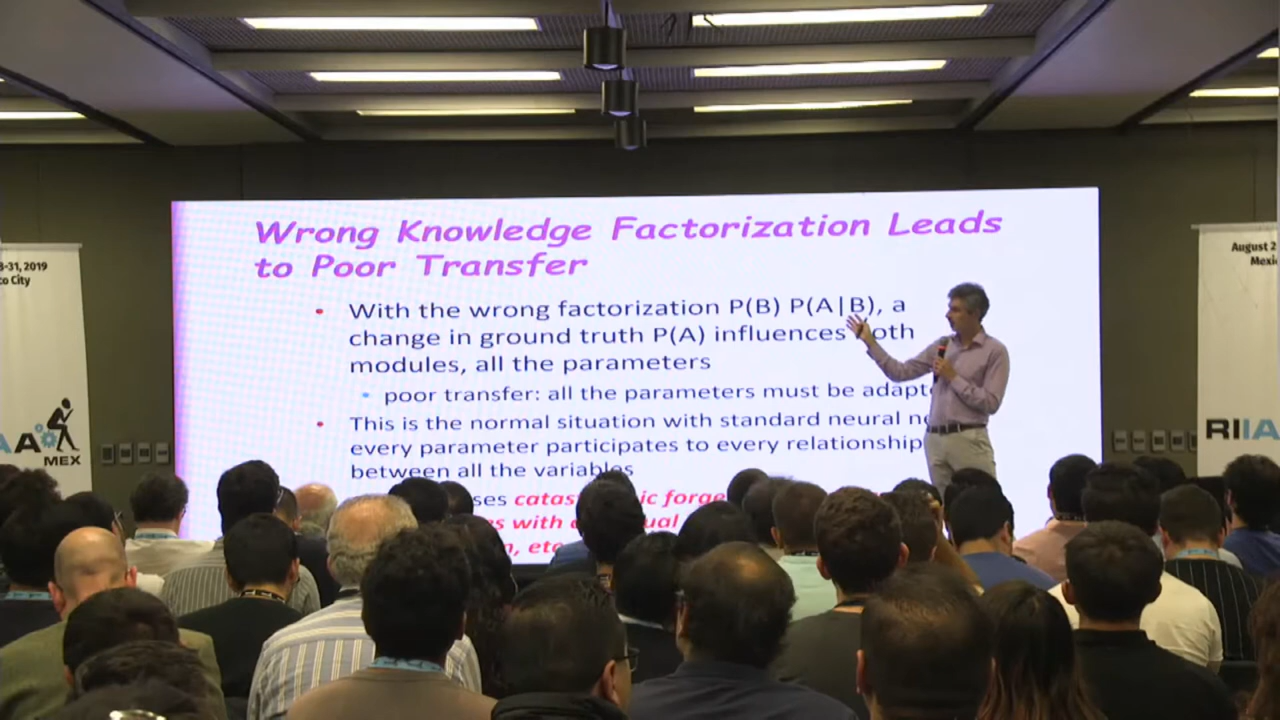 Wrong Knowledge Factorization Leads
to Poor Transfer
• With the wrong factorization P(B) P(A|B), a
change in ground truth P(A) influences both
modules, all the parameters
• poor transfer: all the parameters must be
• This is the normal situation with standard neural
every parameter participates to every relationship
between all the variables
2019
City
MEX
August
RIIA